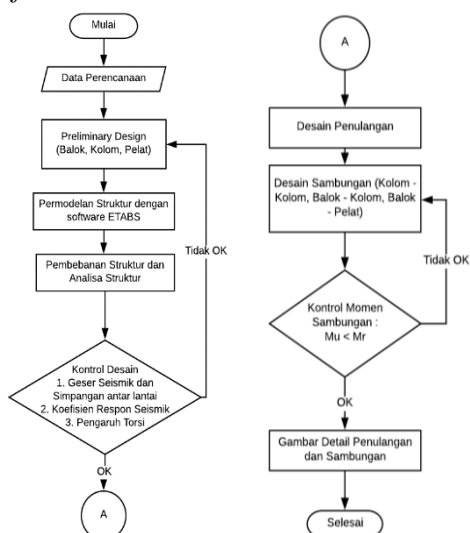 Mulai
Data Perencanaan
Preliminary Design
(Balok, Kolom, Pelat)
Permodelan Struktur dengan
software ETABS
Tidak OK
Pembebanan Struktur dan
Analisa Struktur
Kontrol Desain
1. Geser Seismik dan
Simpangan antar lantai
2. Koefisien Respon Seismik
3. Pengaruh Torsi
OK
A
A
Desain Penulangan
Desain Sambungan (Kolom -
Kolom, Balok - Kolom, Balok
- Pelat)
Tidak OK
Kontrol Momen
Sambungan :
Mu < Mr
OK
Gambar Detail Penulangan
dan Sambungan
Selesai